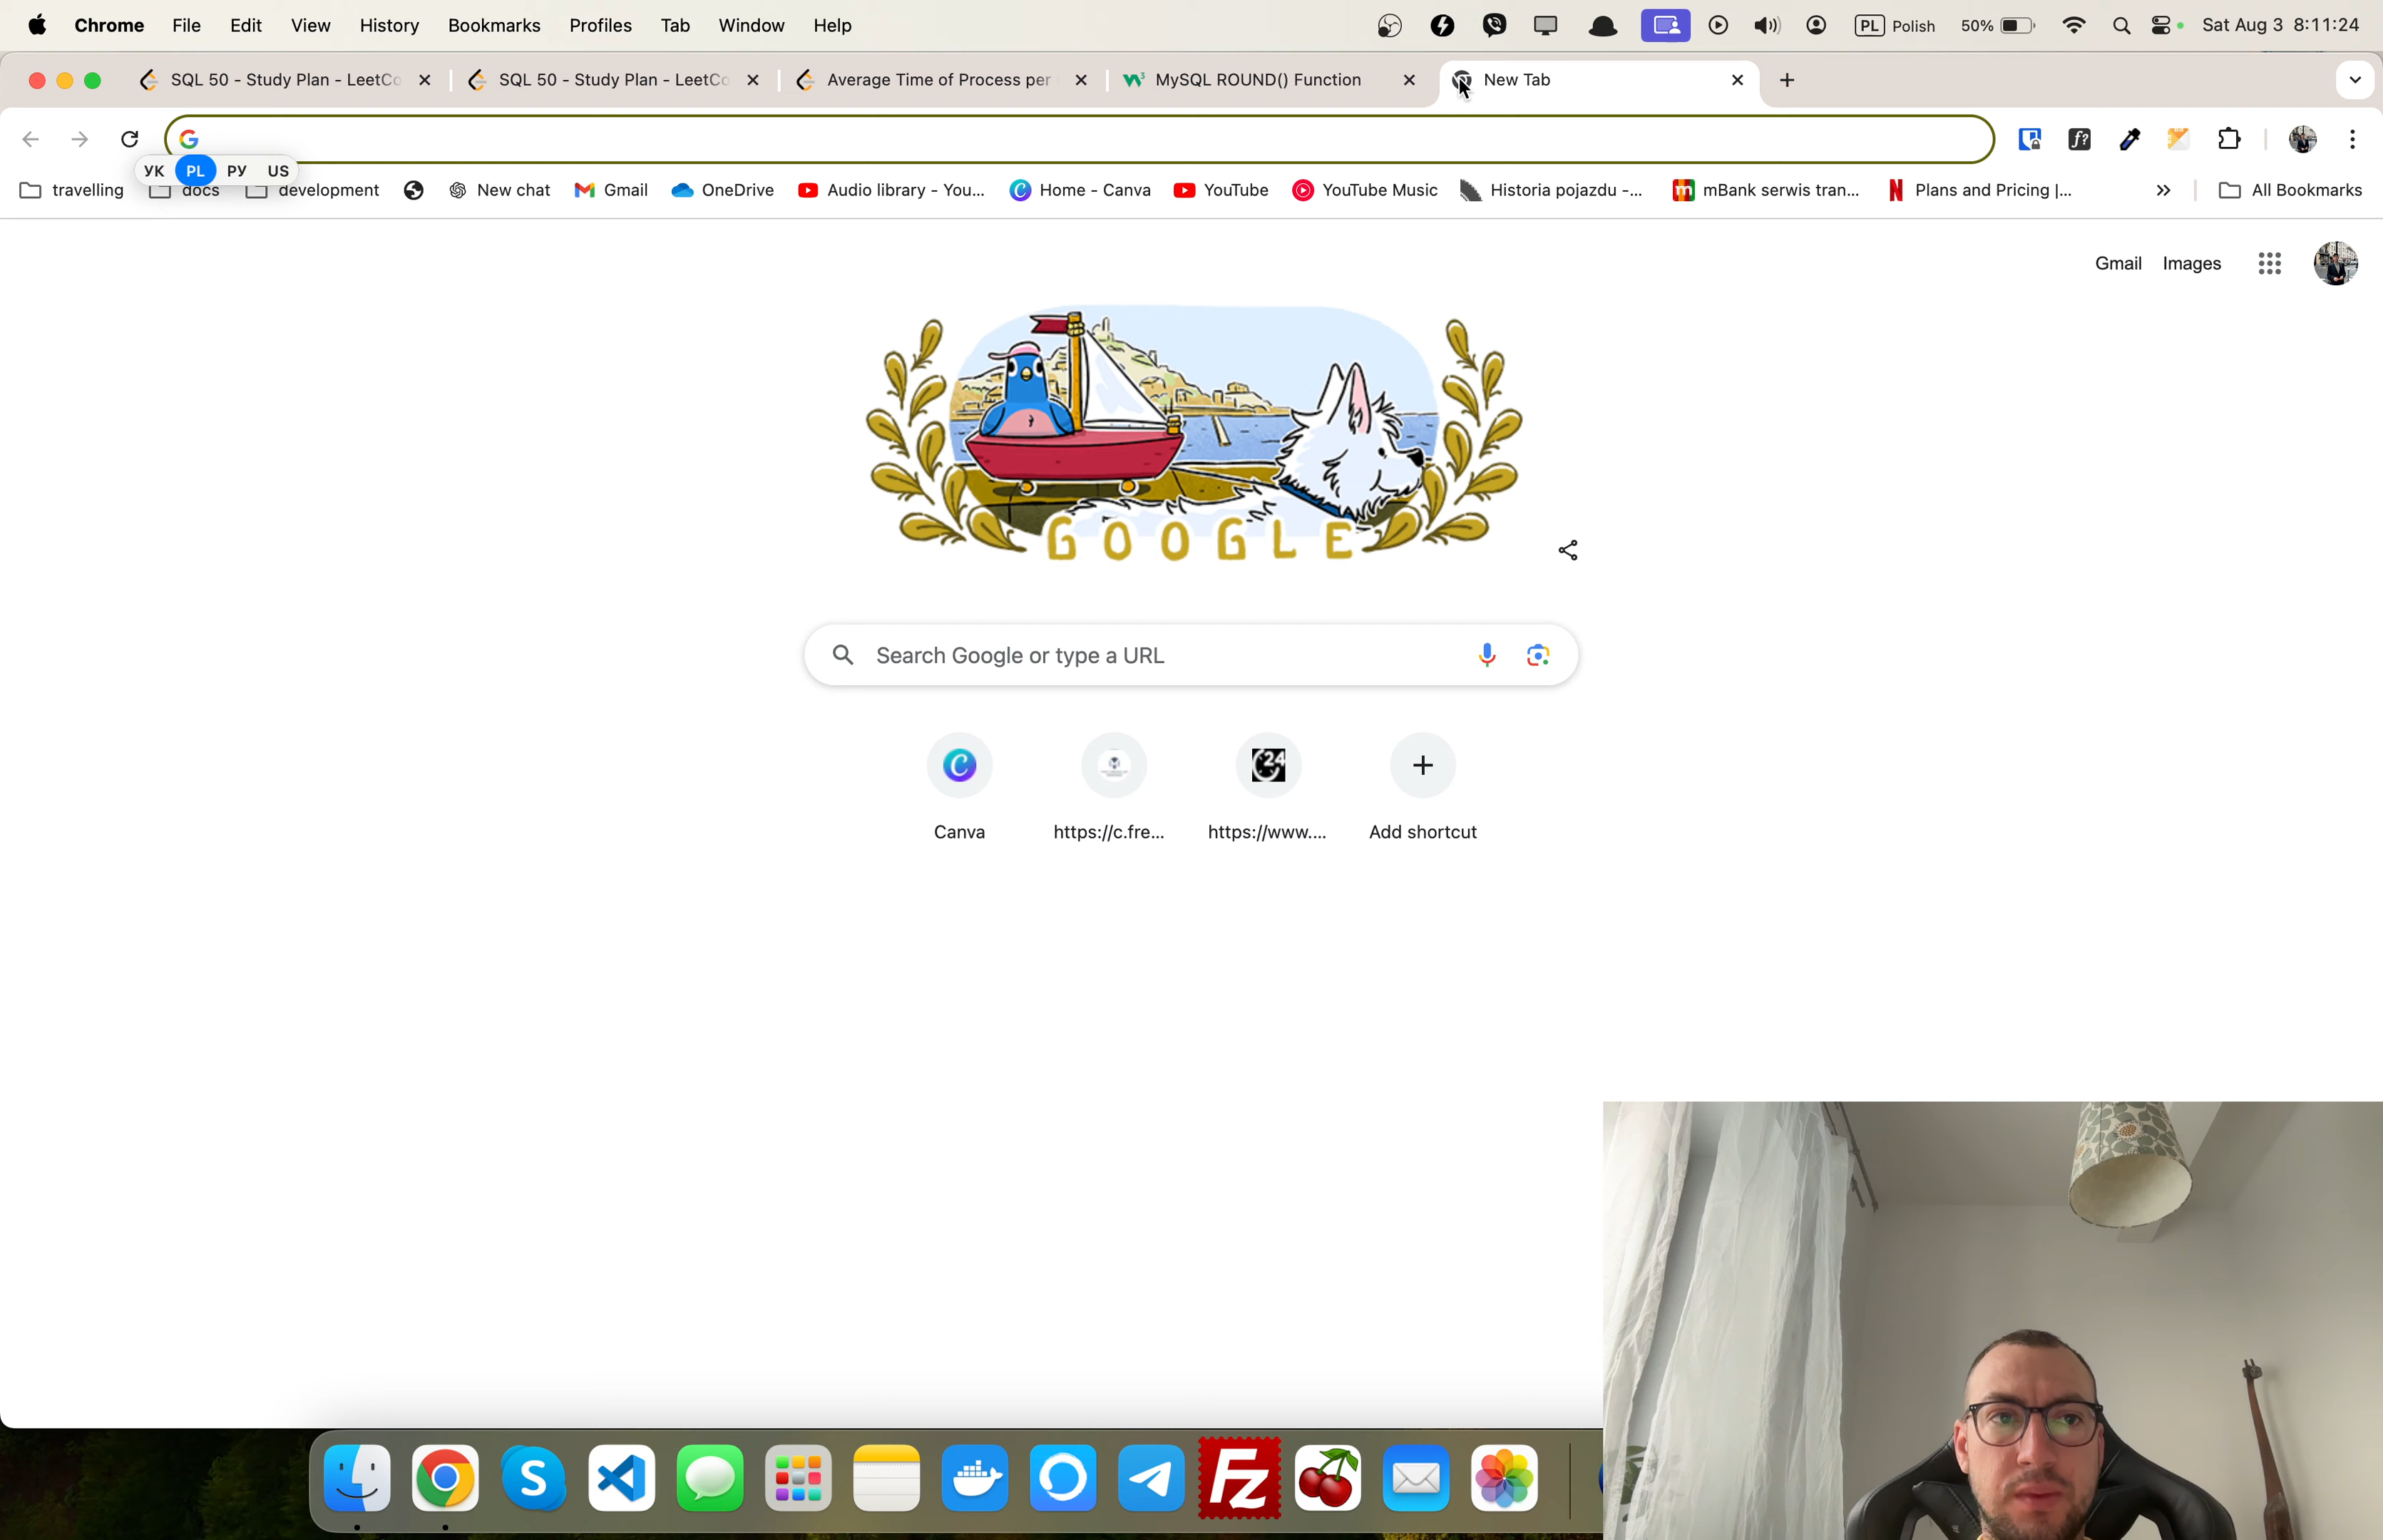 Chrome File Edit View History Bookmarks Profiles Tab Window Help PL Polish 50% Sat Aug 3 8:11:24
SQL 50 - Study Plan - LeetCo SQL 50 - Study Plan - LeetCo Average Time of Process per MySQL ROUND() Function New Tab
УК PL РУ US
travelling docs development New chat Gmail OneDrive Audio library - You... Home - Canva YouTube YouTube Music Historia pojazdu -... mBank serwis tran... Plans and Pricing |... All Bookmarks
Gmail Images
GOOGLE
Search Google or type a URL
24
Canva https://c.fre... https://www.... Add shortcut